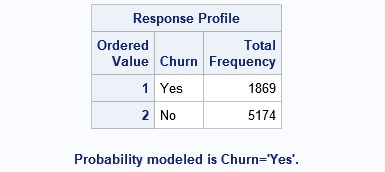 Response Profile
Ordered Value Churn Total Frequency
1 Yes 1869
2 No 5174
Probability modeled is Churn='Yes'.